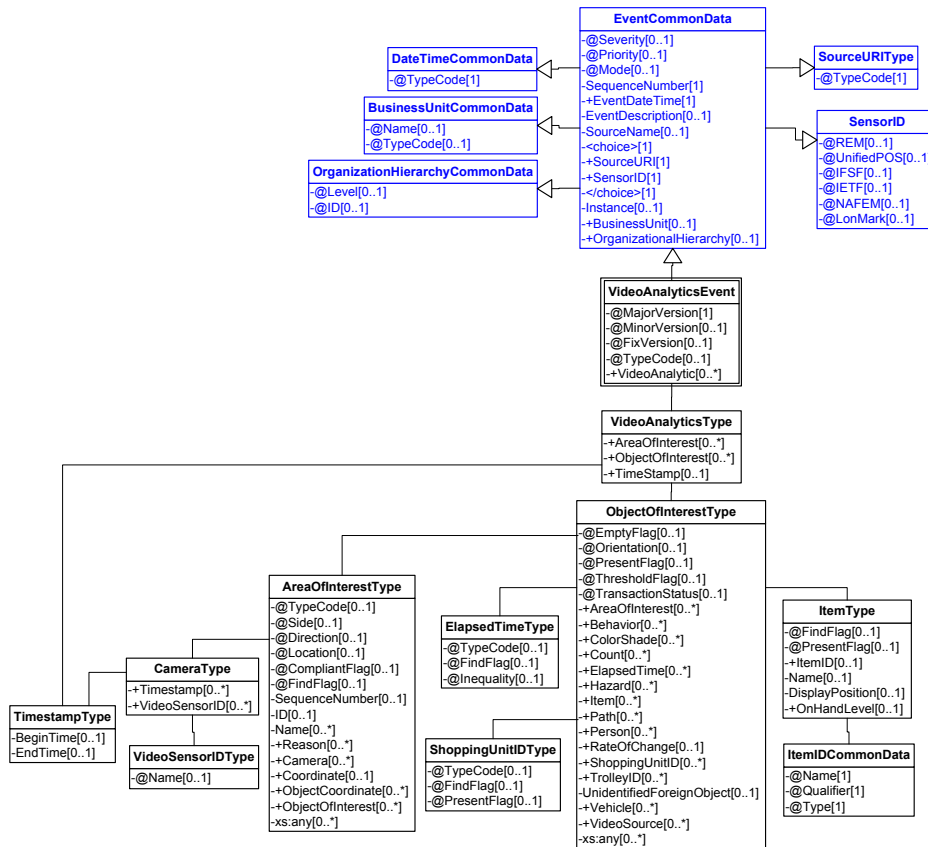 EventCommonData
-@Severity[0..1]
-@Priority[0..1]
-@Mode[0..1]
-SequenceNumber[1]
-+EventDateTime[1]
-EventDescription[0..1]
-SourceName[0..1]
-<choice>[1]
-+SourceURI[1]
-+SensorID[1]
-</choice>[1]
-Instance[0..1]
-+BusinessUnit[0..1]
-+OrganizationalHierarchy[0..1]
DateTimeCommonData
-@TypeCode[1]
BusinessUnitCommonData
-@Name[0..1]
-@TypeCode[0..1]
OrganizationHierarchyCommonData
-@Level[0..1]
-@ID[0..1]
SourceURIType
-@TypeCode[1]
SensorID
-@REM[0..1]
-@UnifiedPOS[0..1]
-@IFSF[0..1]
-@IETF[0..1]
-@NAFEM[0..1]
-@LonMark[0..1]
VideoAnalyticsEvent
-@MajorVersion[1]
-@MinorVersion[0..1]
-@FixVersion[0..1]
-@TypeCode[0..1]
-+VideoAnalytic[0..*]
VideoAnalyticsType
-+AreaOfInterest[0..*]
-+ObjectOfInterest[0..*]
-+TimeStamp[0..1]
ObjectOfInterestType
-@EmptyFlag[0..1]
-@Orientation[0..1]
-@PresentFlag[0..1]
-@ThresholdFlag[0..1]
-@TransactionStatus[0..1]
-+AreaOfInterest[0..*]
-+Behavior[0..*]
-+ColorShade[0..*]
-+Count[0..*]
-+ElapsedTime[0..*]
-+Hazard[0..*]
-+Item[0..*]
-+Path[0..*]
-+Person[0..*]
-+RateOfChange[0..1]
-+ShoppingUnitID[0..*]
-+TrolleyID[0..*]
-UnidentifiedForeignObject[0..1]
-+Vehicle[0..*]
-+VideoSource[0..*]
-xs:any[0..*]
AreaOfInterestType
-@TypeCode[0..1]
-@Side[0..1]
-@Direction[0..1]
-@Location[0..1]
-@CompliantFlag[0..1]
-@FindFlag[0..1]
-SequenceNumber[0..1]
-ID[0..1]
-Name[0..*]
-+Reason[0..*]
-+Camera[0..*]
-+Coordinate[0..1]
-+ObjectCoordinate[0..*]
-+ObjectOfInterest[0..*]
-xs:any[0..*]
ElapsedTimeType
-@TypeCode[0..1]
-@FindFlag[0..1]
-@Inequality[0..1]
ItemType
-@FindFlag[0..1]
-@PresentFlag[0..1]
-+ItemID[0..1]
-Name[0..1]
-DisplayPosition[0..1]
-+OnHandLevel[0..1]
CameraType
-+Timestamp[0..*]
-+VideoSensorID[0..*]
TimestampType
-BeginTime[0..1]
-EndTime[0..1]
VideoSensorIDType
-@Name[0..1]
ShoppingUnitIDType
-@TypeCode[0..1]
-@FindFlag[0..1]
-@PresentFlag[0..1]
ItemIDCommonData
-@Name[1]
-@Qualifier[1]
-@Type[1]